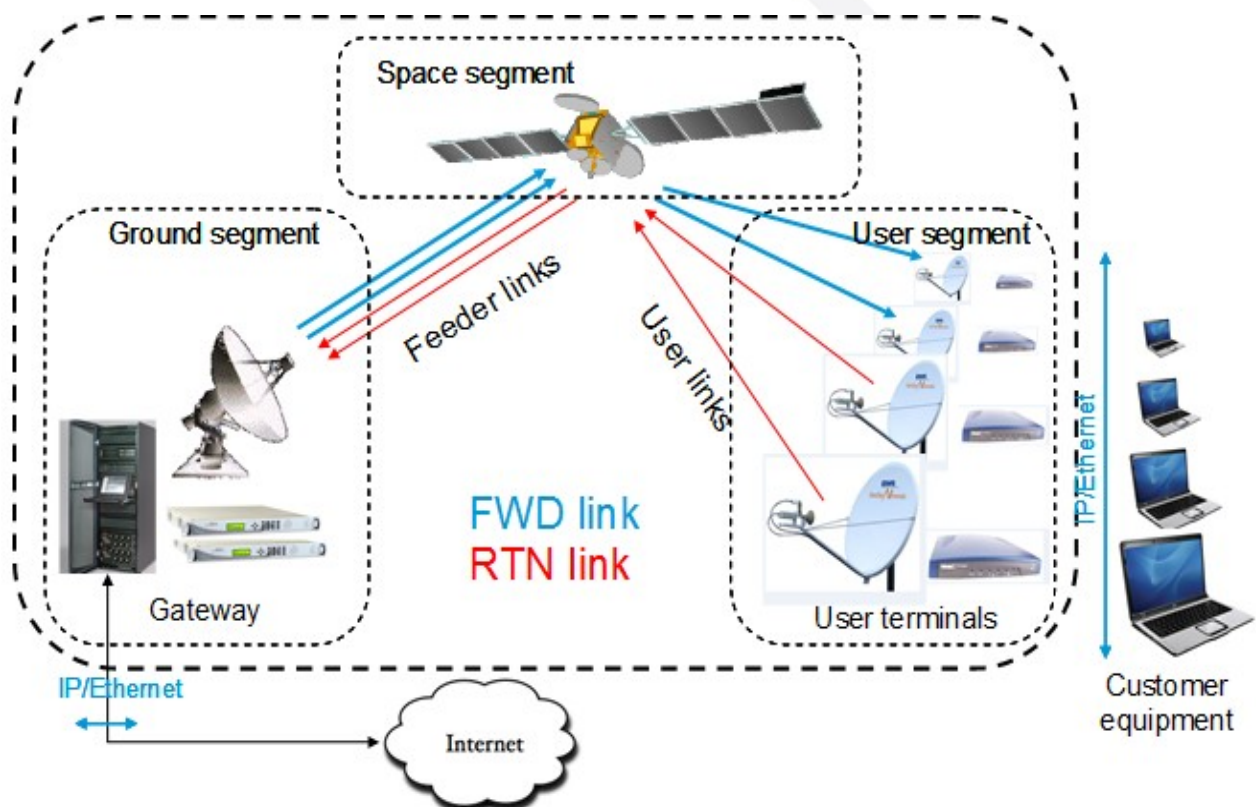 Space segment
Ground segment
User segment
Feeder links
User links
IP/Ethernet
FWD link
RTN link
Gateway
User terminals
IP/Ethernet
Customer
equipment
Internet